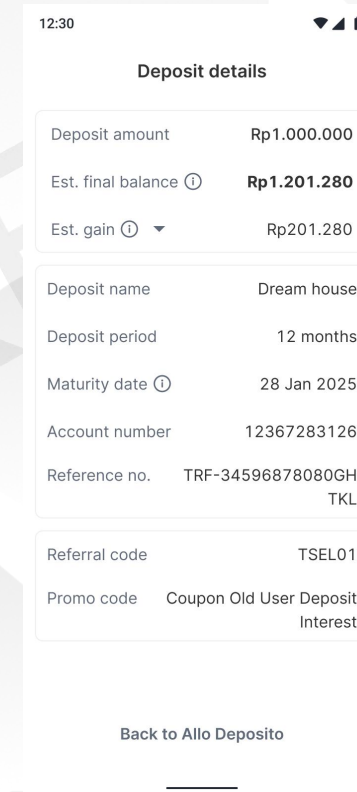 12:30
Deposit details
Deposit amount Rp1.000.000
Est. final balance Rp1.201.280
Est. gain Rp201.280
Deposit name Dream house
Deposit period 12 months
Maturity date 28 Jan 2025
Account number 12367283126
Reference no. TRF-34596878080GH
TKL
Referral code TSEL01
Promo code Coupon Old User Deposit
Interest
Back to Allo Deposito